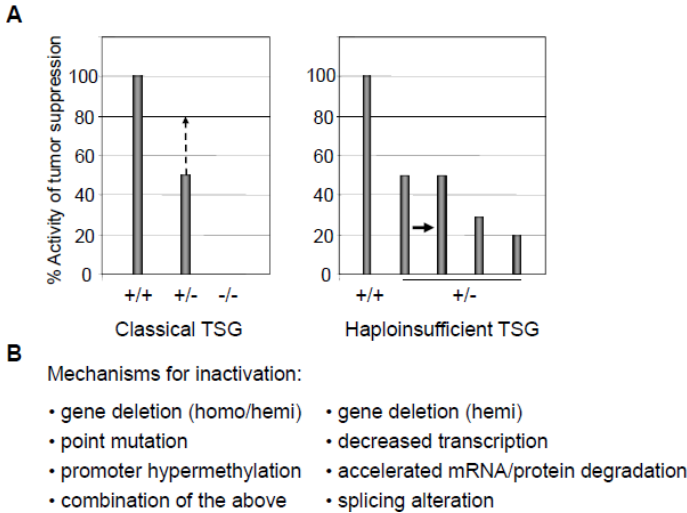 A
% Activity of tumor suppression
100
80
60
40
20
0
+/+ +/- -/-
Classical TSG
100
80
60
40
20
0
+/+ +/-
Haploinsufficient TSG
B
Mechanisms for inactivation:
• gene deletion (homo/hemi)
• point mutation
• promoter hypermethylation
• combination of the above
• gene deletion (hemi)
• decreased transcription
• accelerated mRNA/protein degradation
• splicing alteration